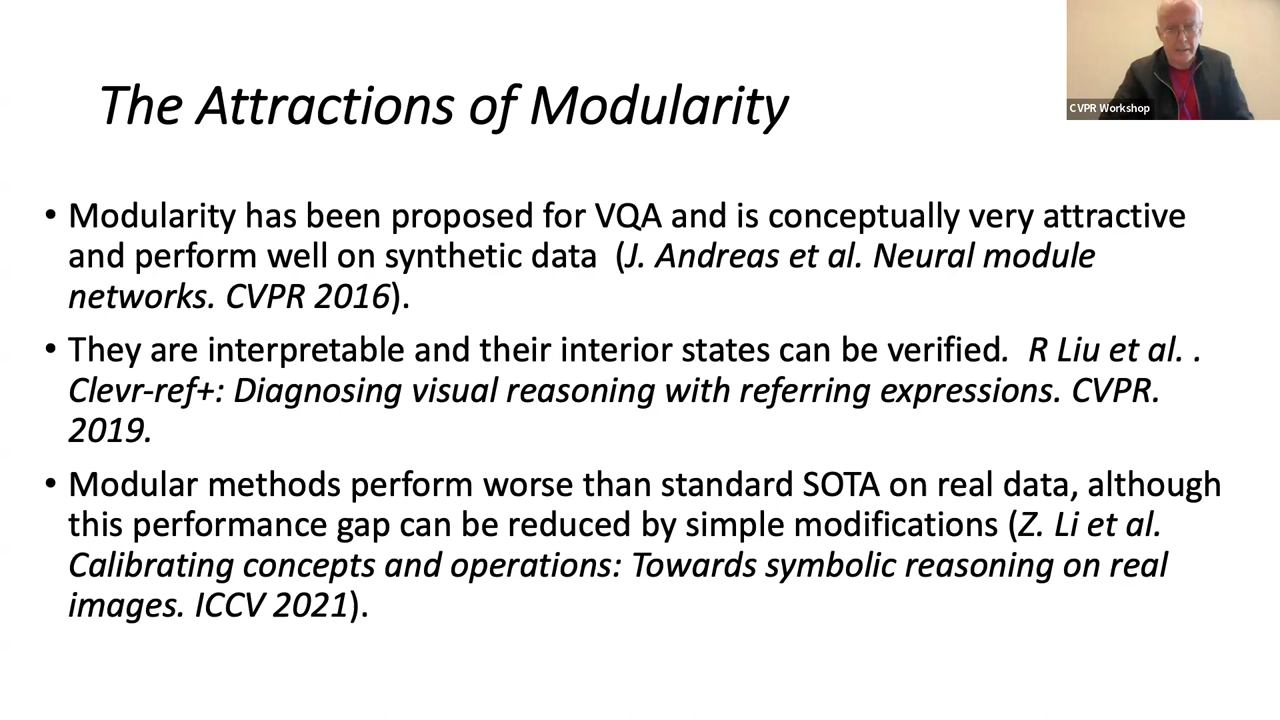 The Attractions of Modularity
CVPR Workshop
• Modularity has been proposed for VQA and is conceptually very attractive
and perform well on synthetic data (J. Andreas et al. Neural module
networks. CVPR 2016).
• They are interpretable and their interior states can be verified. R Liu et al. .
Clevr-ref+: Diagnosing visual reasoning with referring expressions. CVPR.
2019.
• Modular methods perform worse than standard SOTA on real data, although
this performance gap can be reduced by simple modifications (Z. Li et al.
Calibrating concepts and operations: Towards symbolic reasoning on real
images. ICCV 2021).